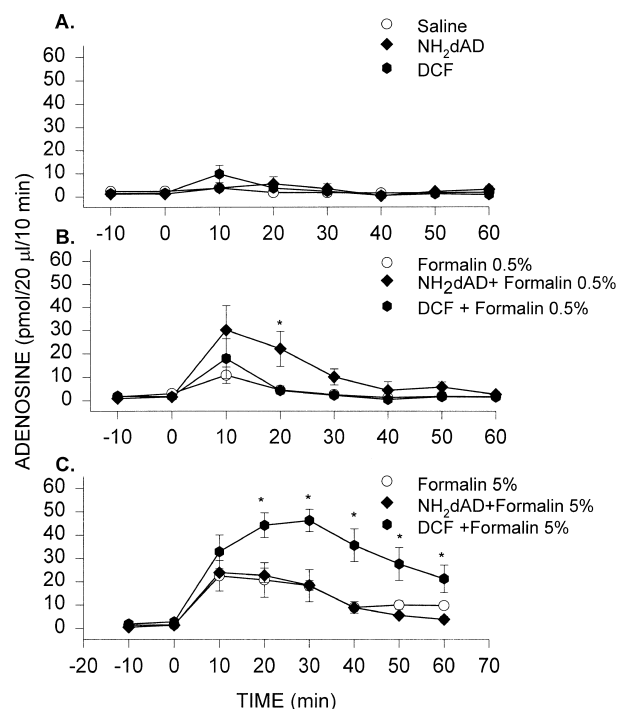 A.
Saline
NH2dAD
DCF
60
50
40
30
20
10
0
-10 0 10 20 30 40 50 60
B.
Formalin 0.5%
NH2dAD+ Formalin 0.5%
DCF + Formalin 0.5%
60
50
40
30
20
10
0
*
-10 0 10 20 30 40 50 60
ADENOSINE (pmol/20 µl/10 min)
C.
Formalin 5%
NH2dAD+Formalin 5%
DCF +Formalin 5%
60
50
40
30
20
10
0
* * * * *
-20 -10 0 10 20 30 40 50 60 70
TIME (min)